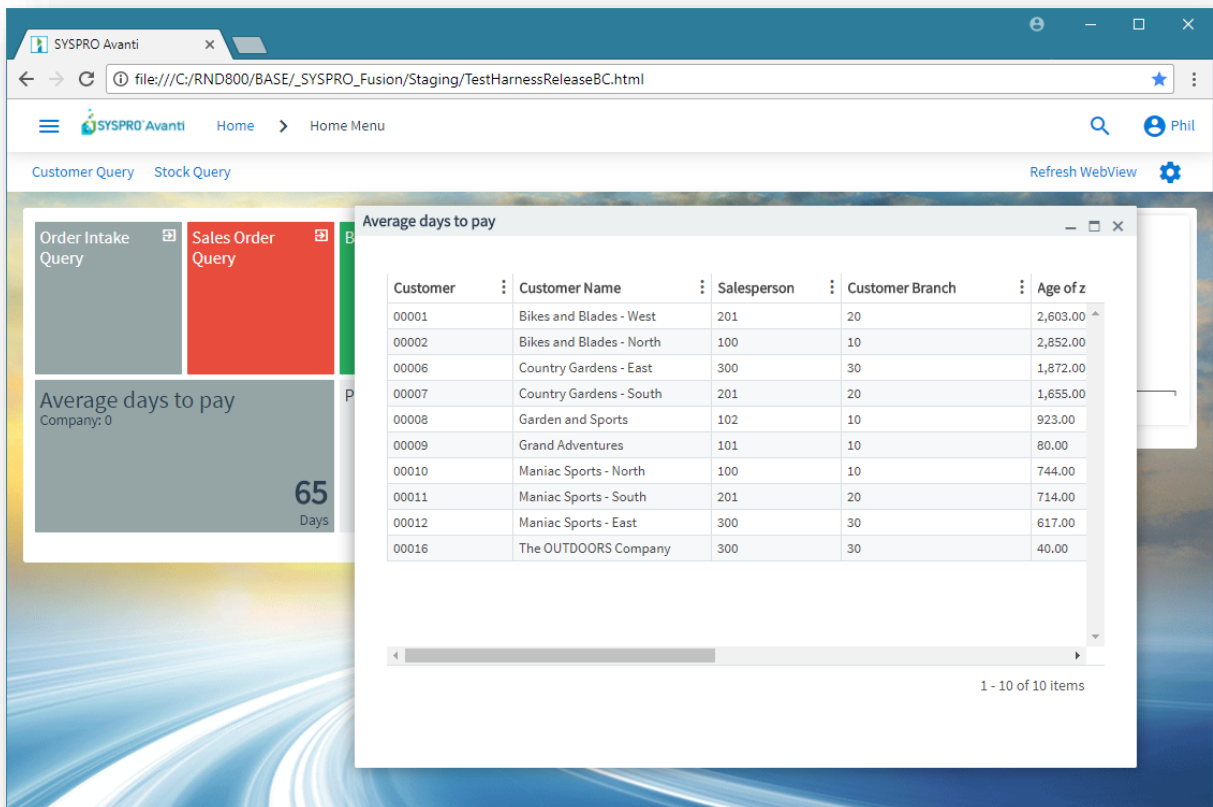 SYSPRO Avanti
file:///C:/RND800/BASE/_SYSPRO_Fusion/Staging/TestHarnessReleaseBC.html
SYSPRO Avanti Home Home Menu Phil
Customer Query Stock Query Refresh WebView
Order Intake Query
Sales Order Query
B
Average days to pay
Company: 0
65
Days
P
Average days to pay
Customer Customer Name Salesperson Customer Branch Age of z
00001 Bikes and Blades - West 201 20 2,603.00
00002 Bikes and Blades - North 100 10 2,852.00
00006 Country Gardens - East 300 30 1,872.00
00007 Country Gardens - South 201 20 1,655.00
00008 Garden and Sports 102 10 923.00
00009 Grand Adventures 101 10 80.00
00010 Maniac Sports - North 100 10 744.00
00011 Maniac Sports - South 201 20 714.00
00012 Maniac Sports - East 300 30 617.00
00016 The OUTDOORS Company 300 30 40.00
1 - 10 of 10 items